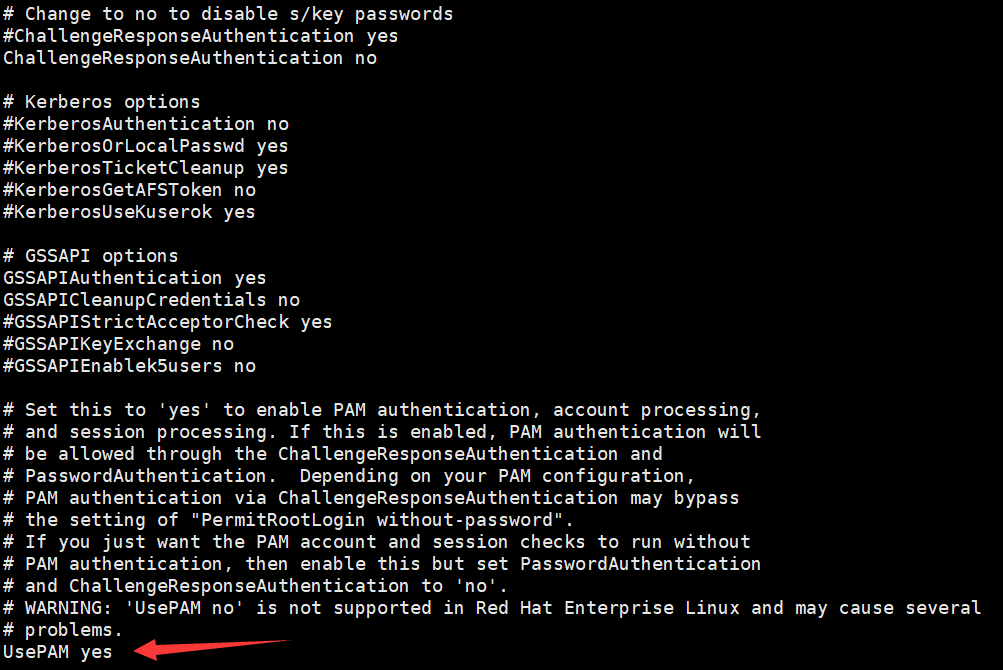 # Change to no to disable s/key passwords
#ChallengeResponseAuthentication yes
ChallengeResponseAuthentication no
# Kerberos options
#KerberosAuthentication no
#KerberosOrLocalPasswd yes
#KerberosTicketCleanup yes
#KerberosGetAFSToken no
#KerberosUseKuserok yes
# GSSAPI options
GSSAPIAuthentication yes
GSSAPICleanupCredentials no
#GSSAPIStrictAcceptorCheck yes
#GSSAPIKeyExchange no
#GSSAPIEnablek5users no
# Set this to 'yes' to enable PAM authentication, account processing,
# and session processing. If this is enabled, PAM authentication will
# be allowed through the ChallengeResponseAuthentication and
# PasswordAuthentication.  Depending on your PAM configuration,
# PAM authentication via ChallengeResponseAuthentication may bypass
# the setting of "PermitRootLogin without-password".
# If you just want the PAM account and session checks to run without
# PAM authentication, then enable this but set PasswordAuthentication
# and ChallengeResponseAuthentication to 'no'.
# WARNING: 'UsePAM no' is not supported in Red Hat Enterprise Linux and may cause several
# problems.
UsePAM yes